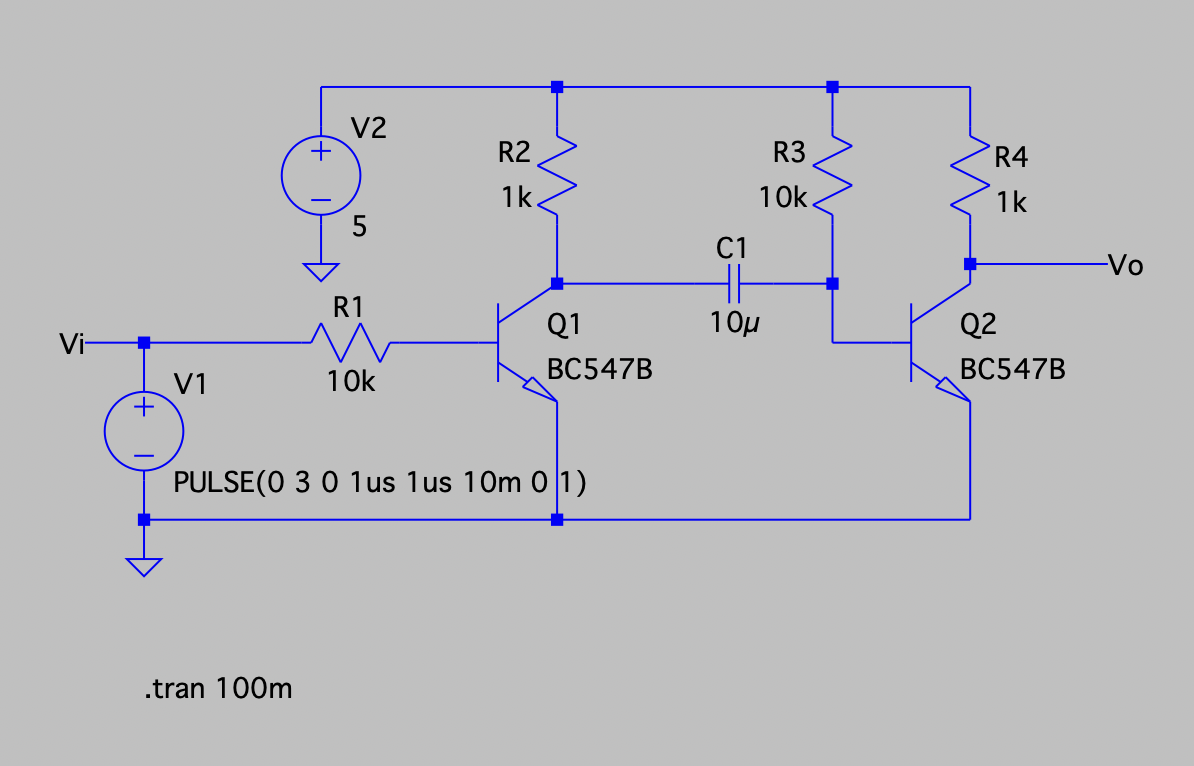 V2
5
R2
1k
R3
10k
R4
1k
C1
10µ
Vo
Vi
R1
10k
Q1
BC547B
Q2
BC547B
V1
PULSE(0 3 0 1us 1us 10m 0 1)
.tran 100m